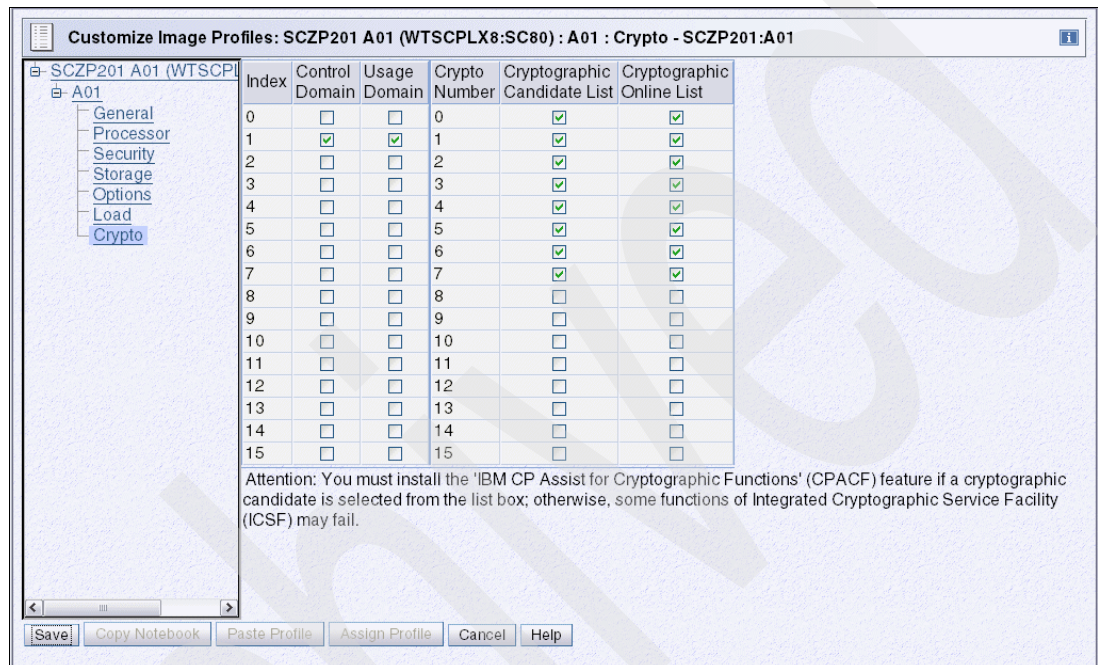 Customize Image Profiles: SCZP201 A01 (WTSCPLX8:SC80) : A01 : Crypto - SCZP201:A01
SCZP201 A01 (WTSCPL
A01
General
Processor
Security
Storage
Options
Load
Crypto
Index Control Domain Usage Domain Crypto Number Cryptographic Candidate List Cryptographic Online List
0 0
1 1
2 2
3 3
4 4
5 5
6 6
7 7
8 8
9 9
10 10
11 11
12 12
13 13
14 14
15 15
Attention: You must install the 'IBM CP Assist for Cryptographic Functions' (CPACF) feature if a cryptographic
candidate is selected from the list box; otherwise, some functions of Integrated Cryptographic Service Facility
(ICSF) may fail.
Save Copy Notebook Paste Profile Assign Profile Cancel Help